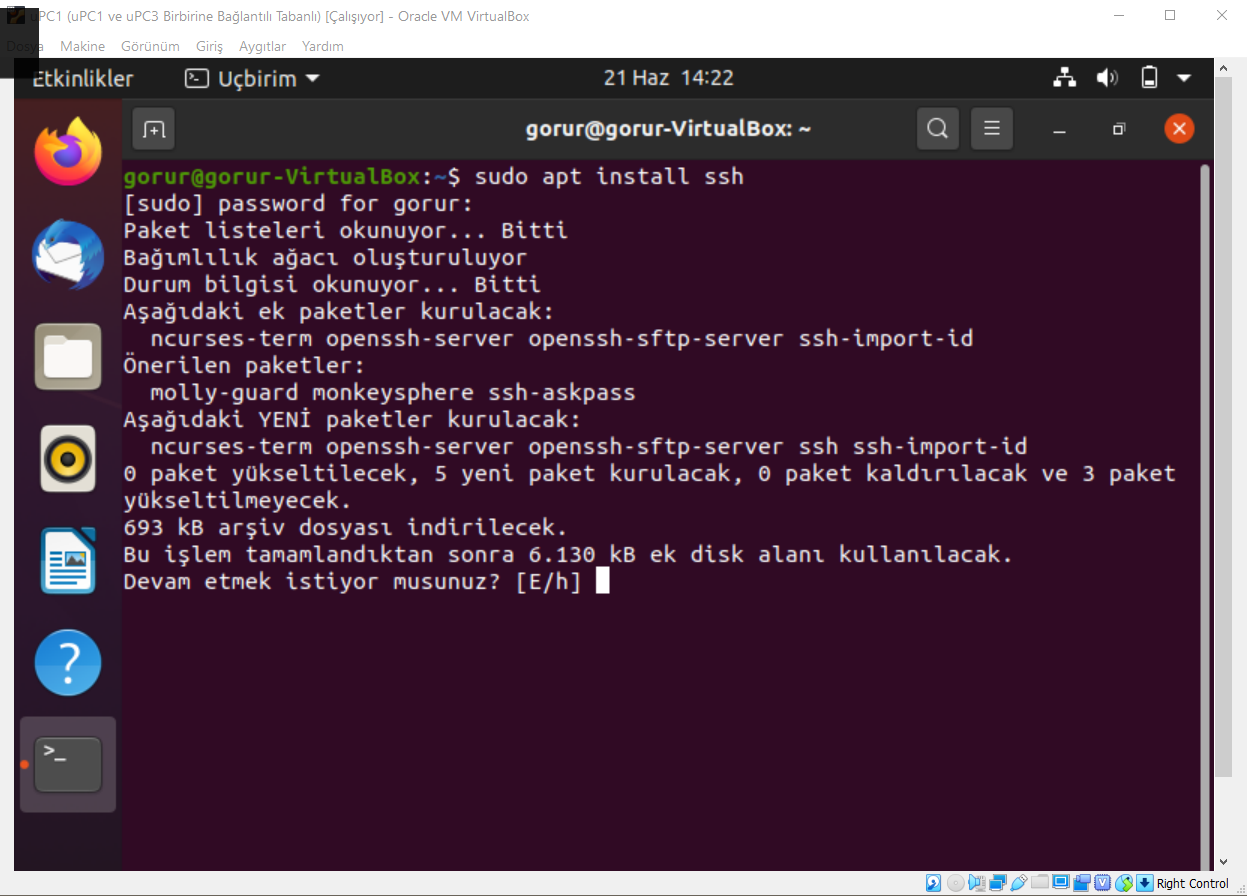 uPC1 (uPC1 ve uPC3 Birbirine Bağlantılı Tabanlı) [Çalışıyor] - Oracle VM VirtualBox
Dosya Makine Görünüm Giriş Aygıtlar Yardım
Etkinlikler Uçbirim 21 Haz 14:22
gorur@gorur-VirtualBox: ~
gorur@gorur-VirtualBox:~$ sudo apt install ssh
[sudo] password for gorur:
Paket listeleri okunuyor... Bitti
Bağımlılık ağacı oluşturuluyor
Durum bilgisi okunuyor... Bitti
Aşağıdaki ek paketler kurulacak:
ncurses-term openssh-server openssh-sftp-server ssh-import-id
Önerilen paketler:
molly-guard monkeysphere ssh-askpass
Aşağıdaki YENİ paketler kurulacak:
ncurses-term openssh-server openssh-sftp-server ssh ssh-import-id
0 paket yükseltilecek, 5 yeni paket kurulacak, 0 paket kaldırılacak ve 3 paket
yükseltilmeyecek.
693 kB arşiv dosyası indirilecek.
Bu işlem tamamlandıktan sonra 6.130 kB ek disk alanı kullanılacak.
Devam etmek istiyor musunuz? [E/h]
Right Control